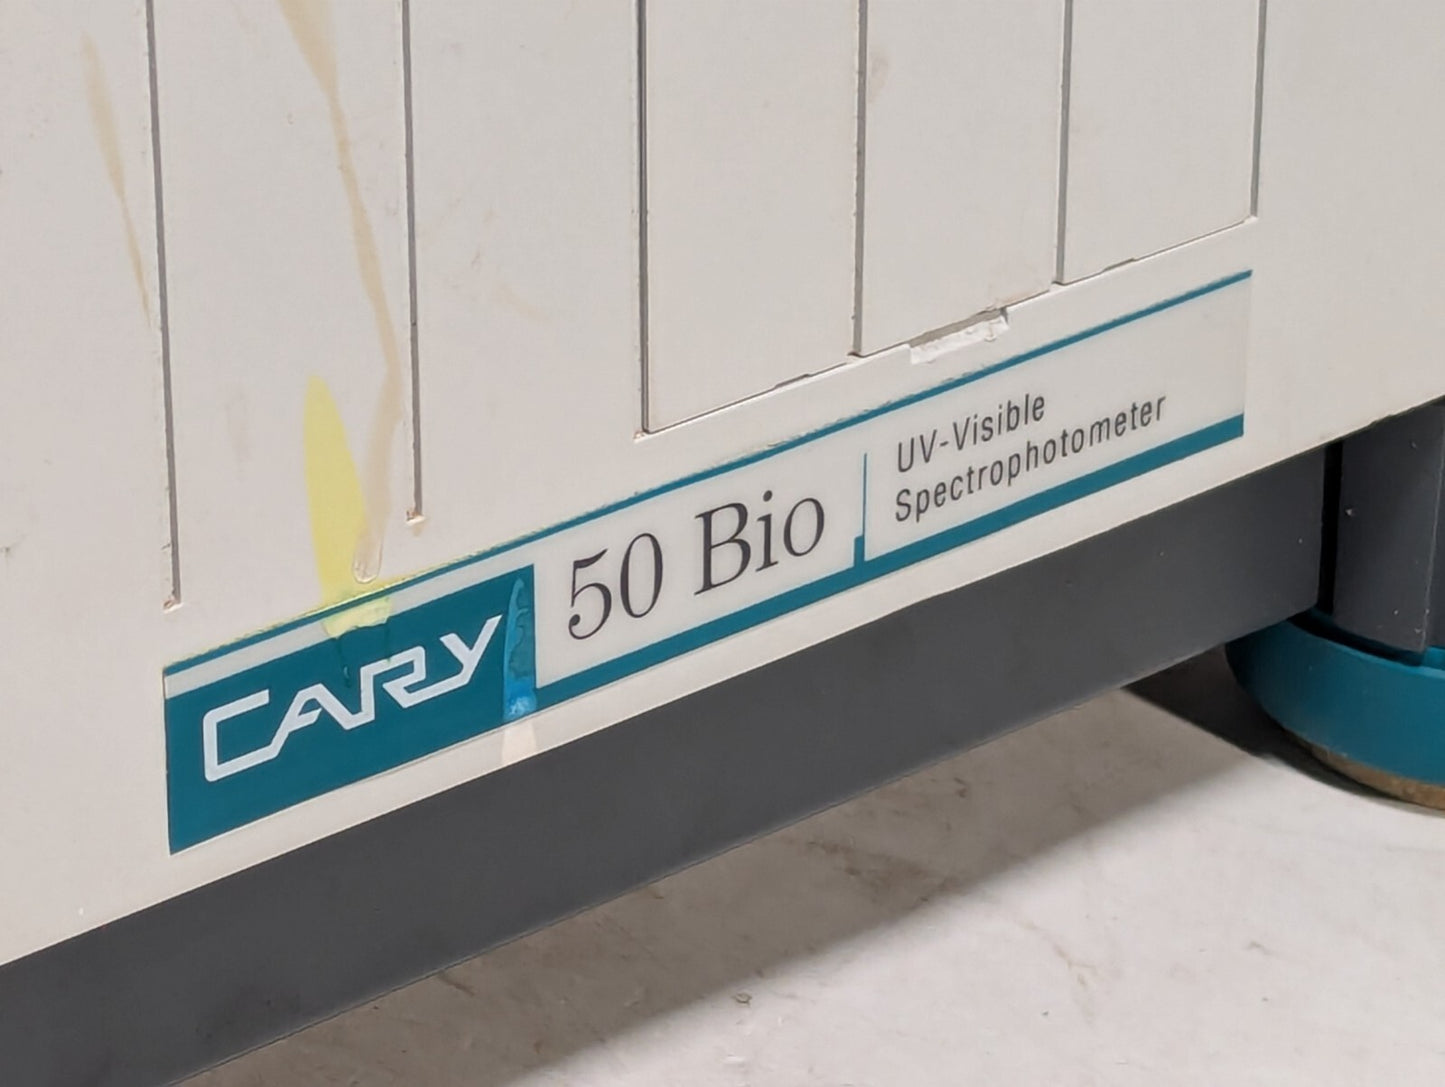 CARY
50 Bio
UV-Visible
Spectrophotometer